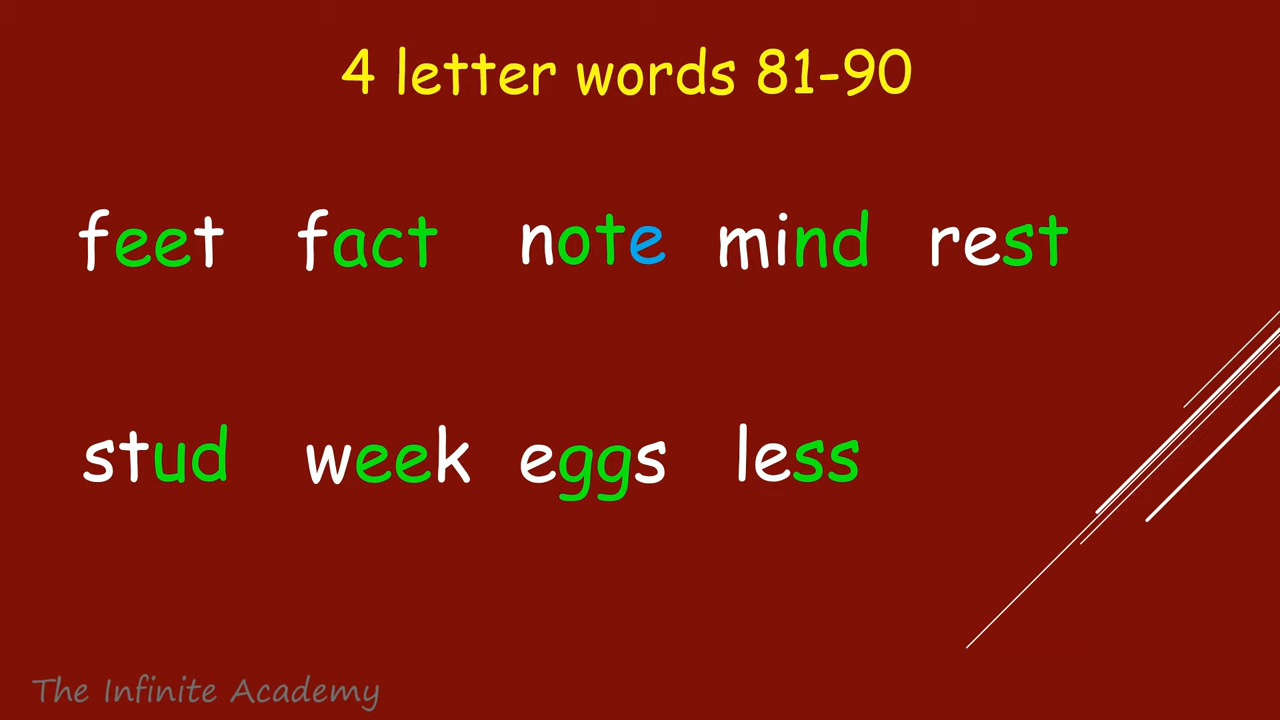 4 letter words 81-90
feet fact note mind rest
stud week eggs less
The Infinite Academy